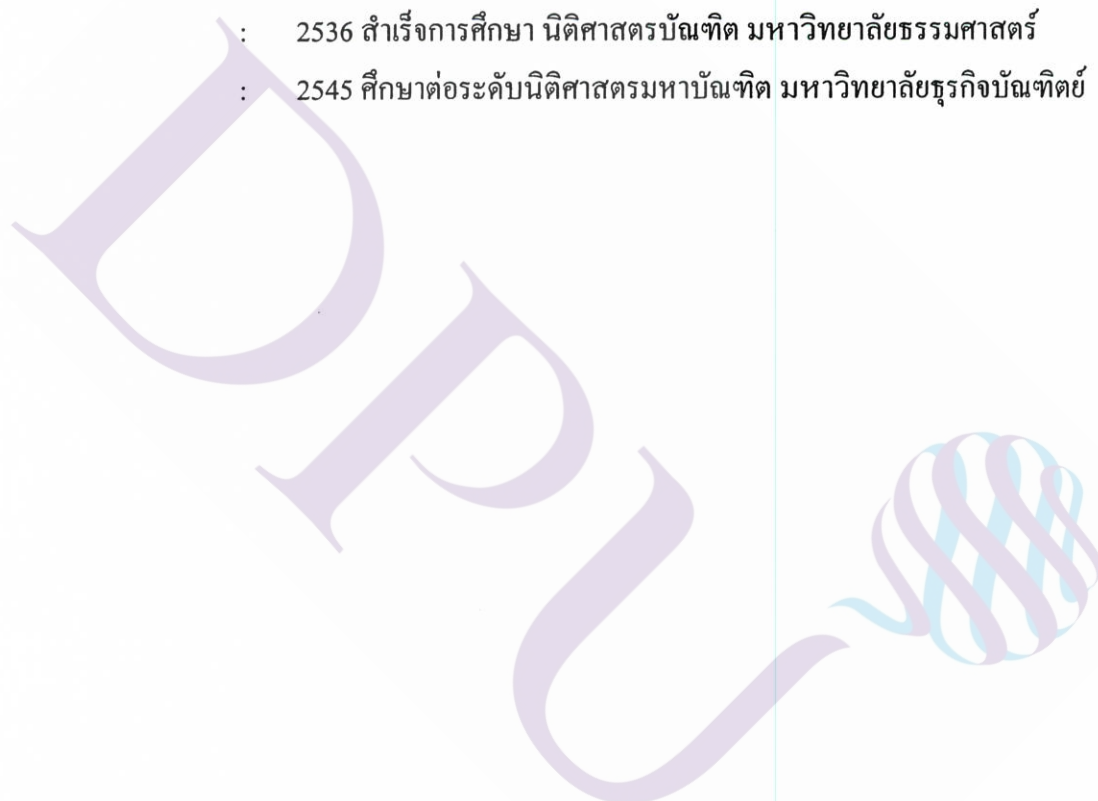 : 2536 สำเร็จการศึกษา นิติศาสตรบัณฑิต มหาวิทยาลัยธรรมศาสตร์
: 2545 ศึกษาต่อระดับนิติศาสตรมหาบัณฑิต มหาวิทยาลัยธุรกิจบัณฑิตย์
DPU